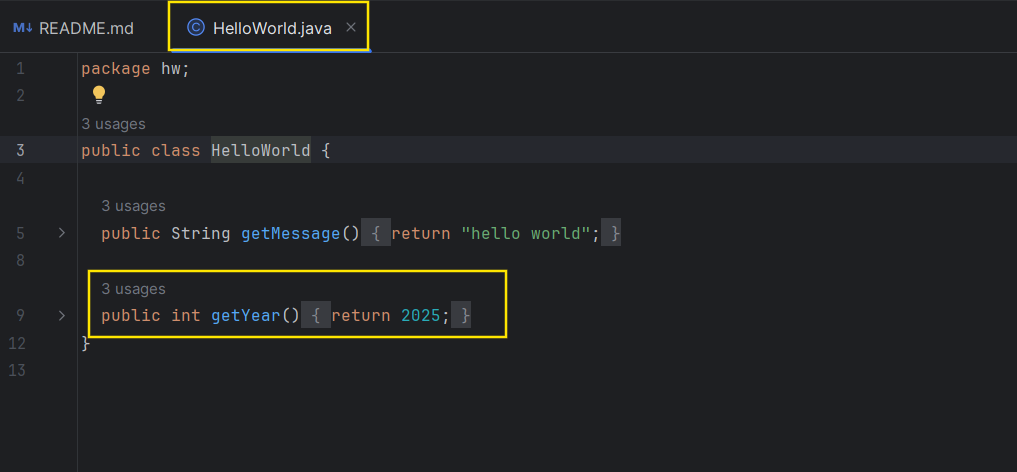 M↓ README.md
C HelloWorld.java ×
1 package hw;
2
3 usages
3 public class HelloWorld {
4
3 usages
5 public String getMessage() { return "hello world"; }
8
3 usages
9 public int getYear() { return 2025; }
12 }
13